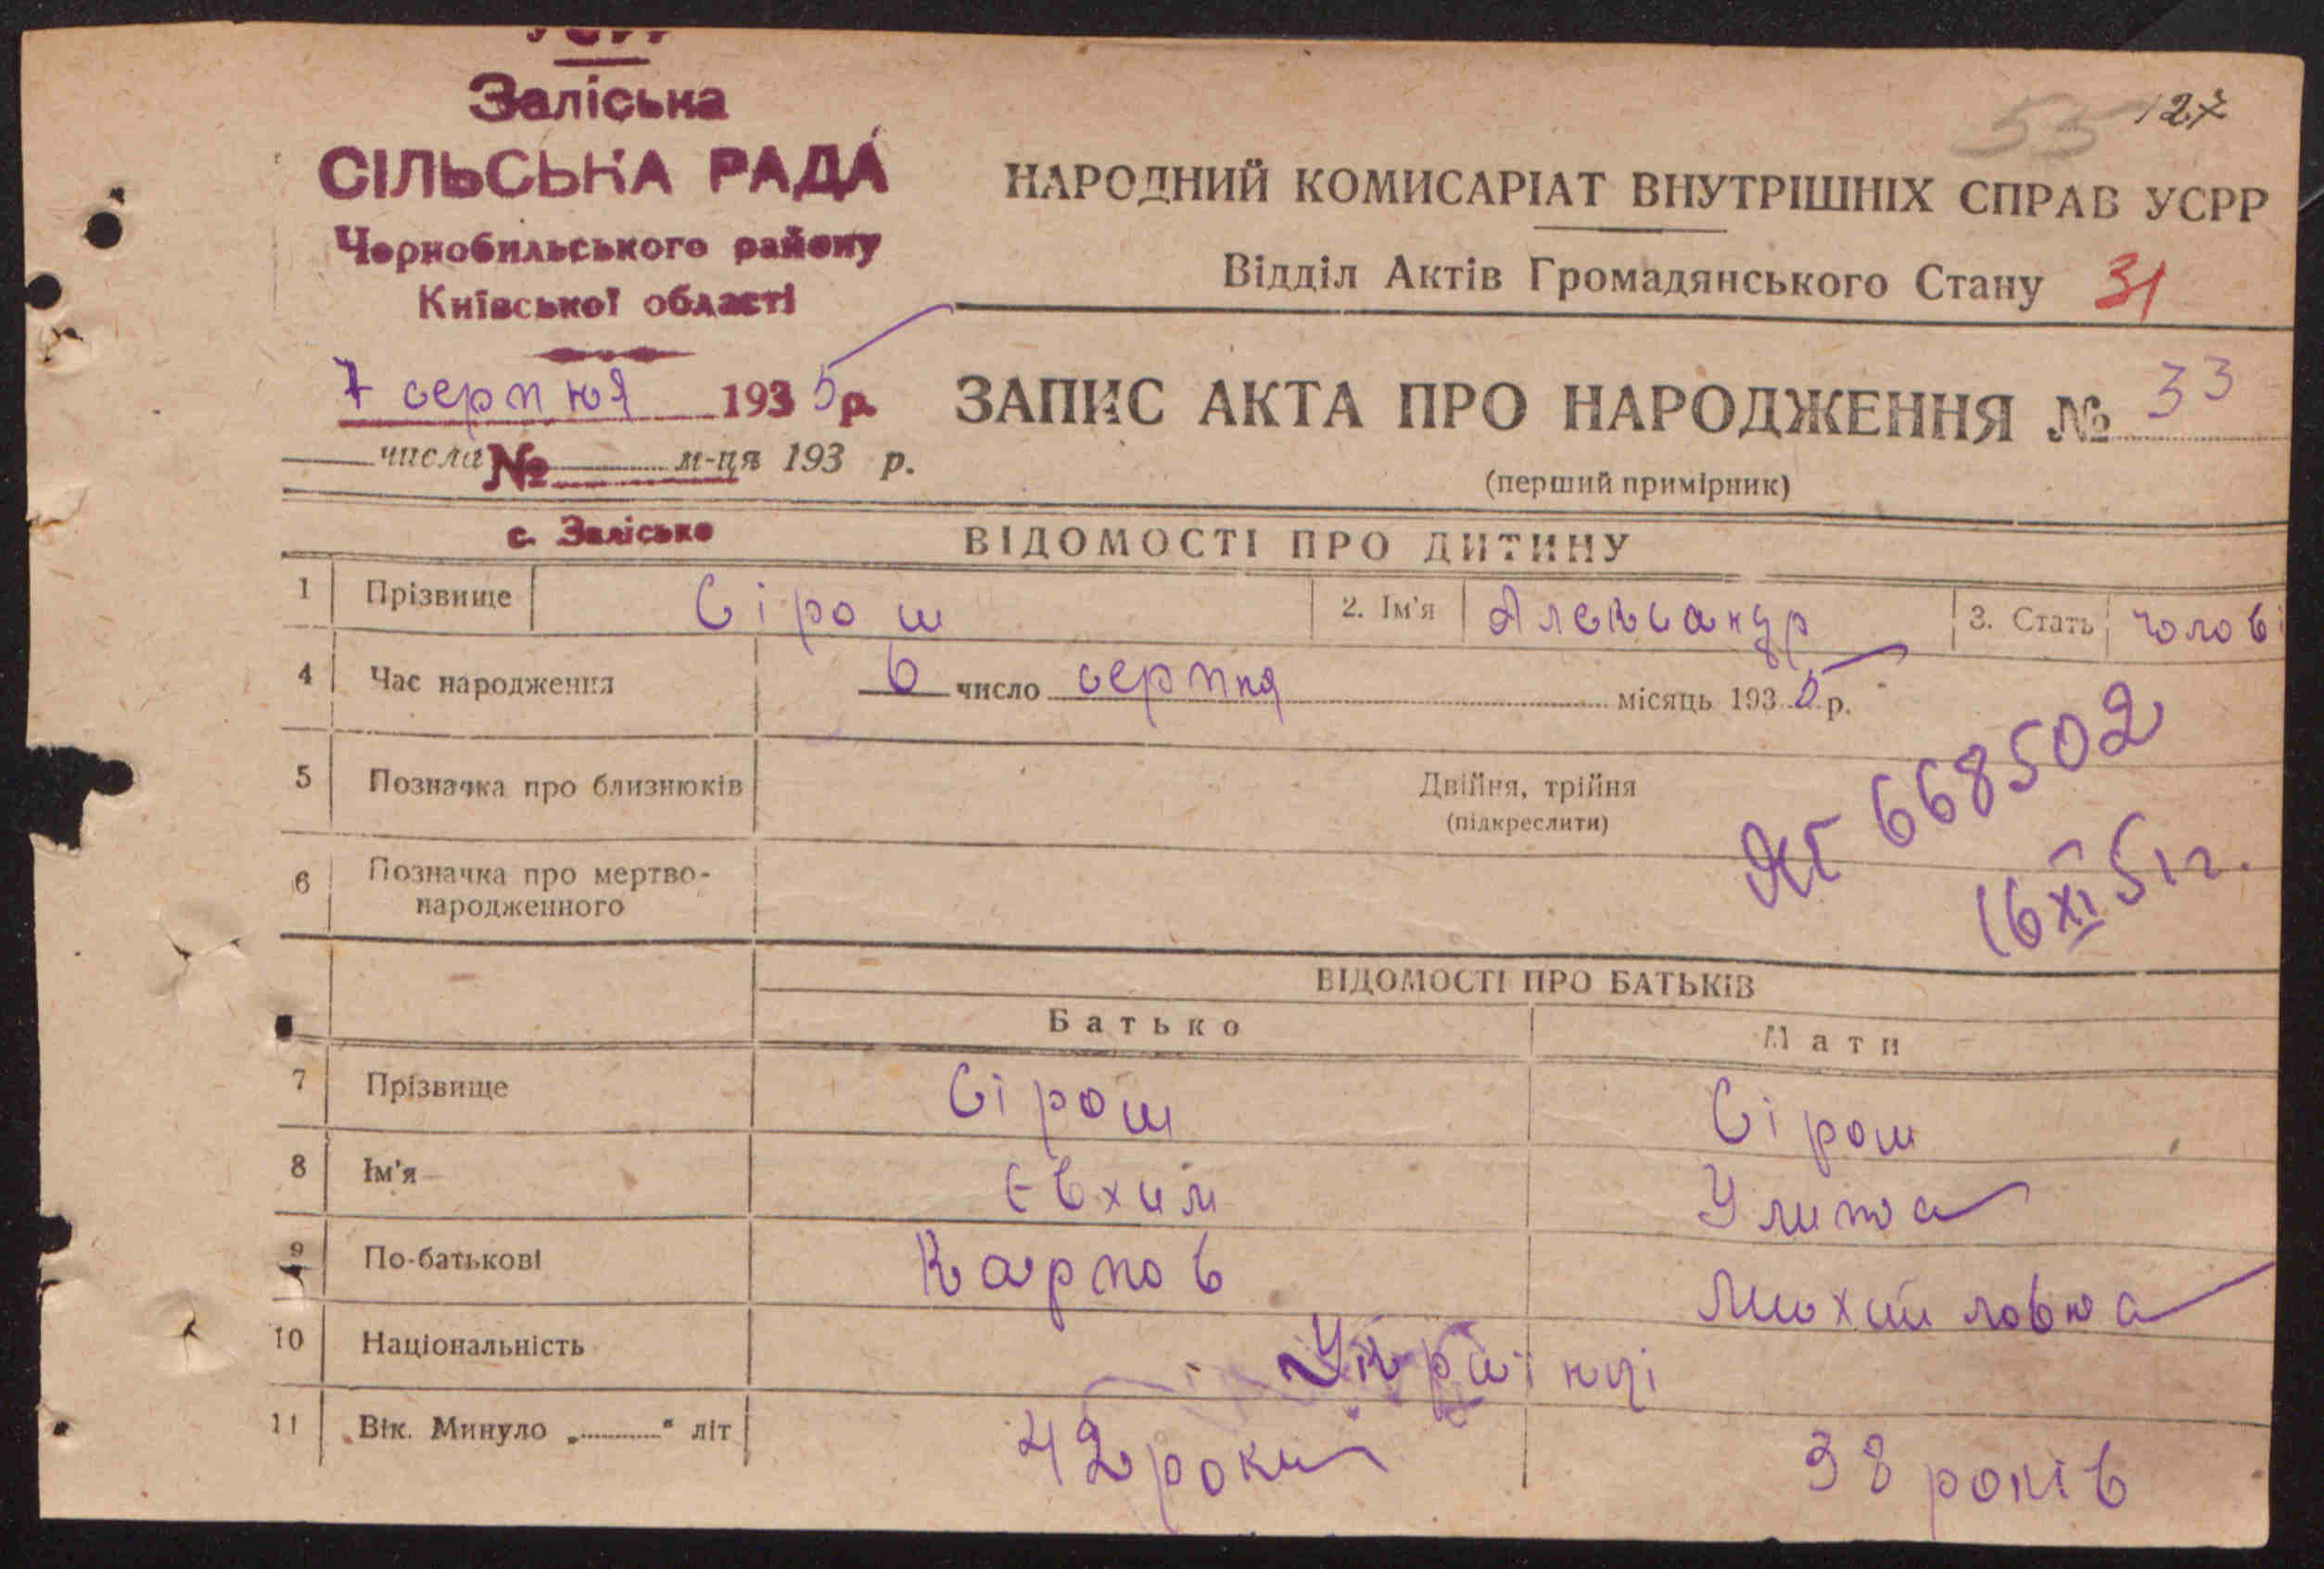 УСРР
Заліська
СІЛЬСЬКА РАДА
Чорнобильського району
Київської області
7 серпня 1935 р.
числа № м-ця 193 р.
с. Заліське
55 127
НАРОДНИЙ КОМИСАРІАТ ВНУТРІШНІХ СПРАВ УСРР
Відділ Актів Громадянського Стану 31
ЗАПИС АКТА ПРО НАРОДЖЕННЯ № 33
(перший примірник)
ВІДОМОСТІ ПРО ДИТИНУ
1 Прізвище Сірош 2. Ім'я Александр 3. Стать чолові
4 Час народження 6 число серпня місяць 1935 р.
5 Позначка про близнюків Двійня, трійня
(підкреслити)
668502
16 XI 51 г.
6 Позначка про мертво-
народженного
ВІДОМОСТІ ПРО БАТЬКІВ
Батько Мати
7 Прізвище Сірош Сірош
8 Ім'я Євхим Улита
9 По-батькові Карпов Михайловна
10 Національність Українці
11 Вік. Минуло „......" літ 42 роки 38 років